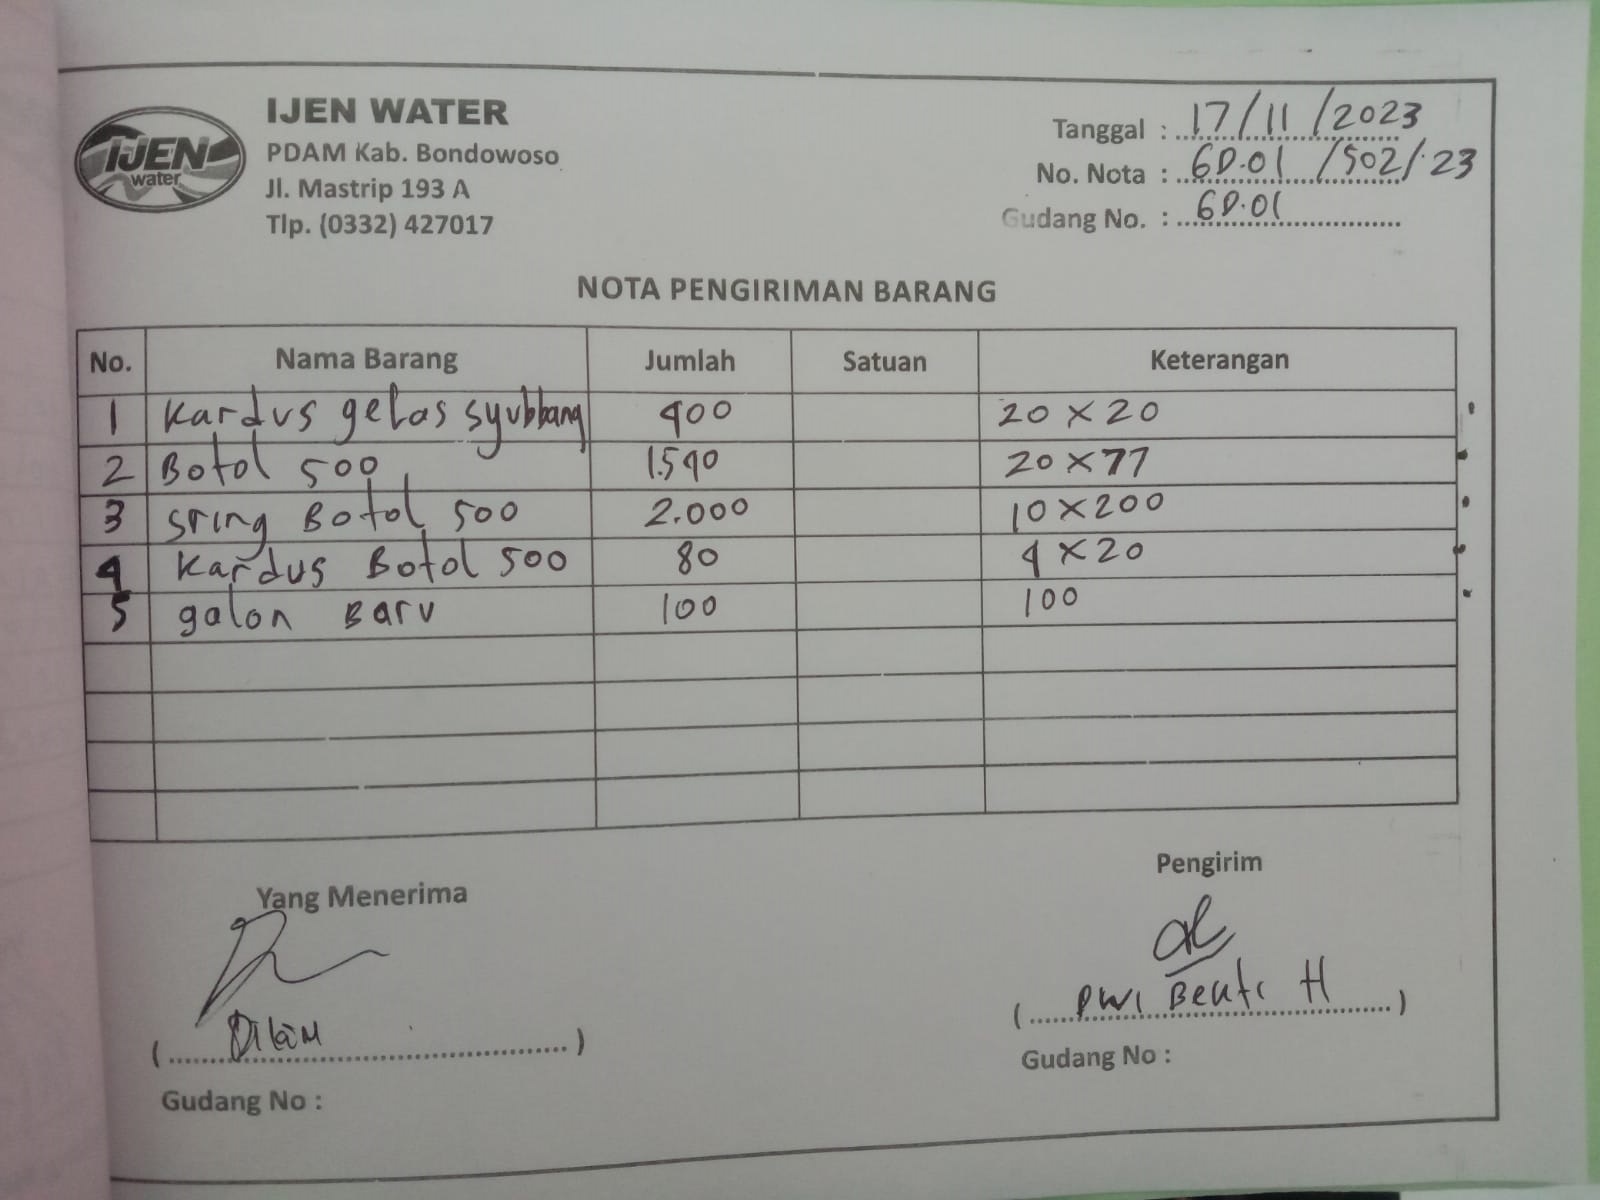 IJEN WATER
PDAM Kab. Bondowoso
Jl. Mastrip 193 A
Tlp. (0332) 427017
IJEN
water
Tanggal : 17/11/2023
No. Nota : GD.01 /502/23
Gudang No. : GD.01
NOTA PENGIRIMAN BARANG
No. Nama Barang Jumlah Satuan Keterangan
1 Kardus gelas syubbang 400 20 x 20
2 Botol 500 1.540 20 x 77
3 Sring Botol 500 2.000 10 x 200
4 Kardus Botol 500 80 4 x 20
5 galon Baru 100 100
Yang Menerima
Pengirim
( Dwi H )
( )
Gudang No :
Gudang No :